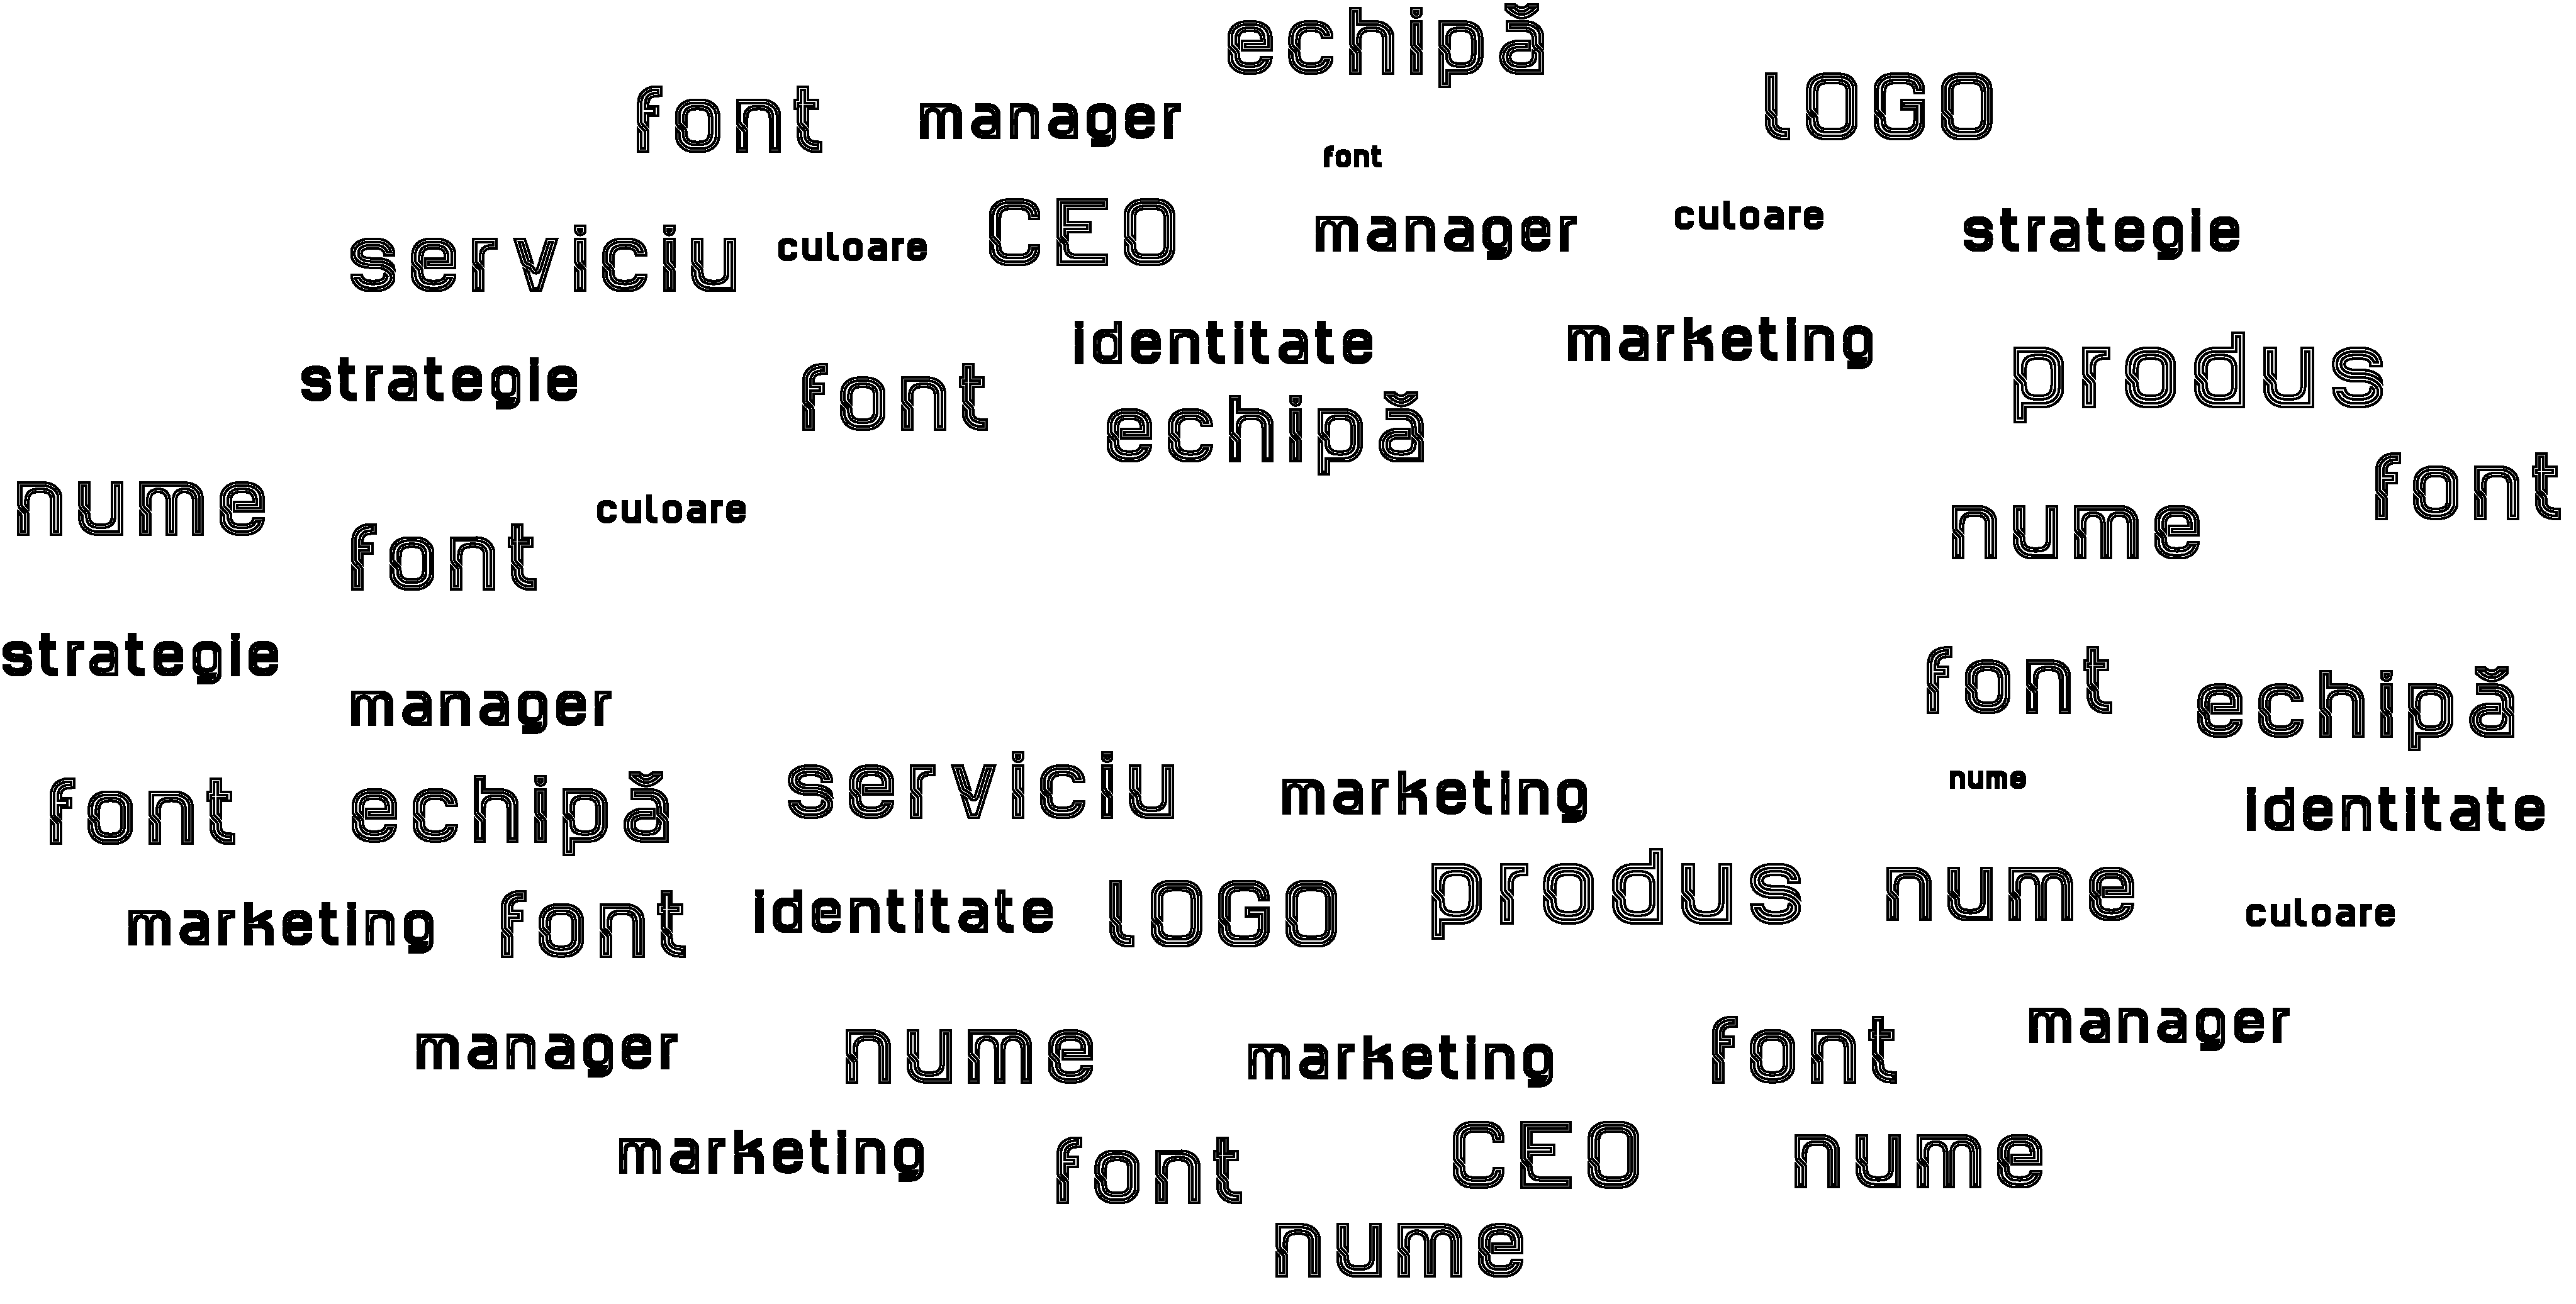 echipă
font manager LOGO
font
serviciu culoare CEO manager culoare strategie
strategie font identitate marketing produs
echipă
nume font culoare nume font
strategie manager font echipă
font echipă serviciu marketing nume identitate
marketing font identitate LOGO produs nume culoare
manager nume marketing font manager
marketing font CEO nume
nume